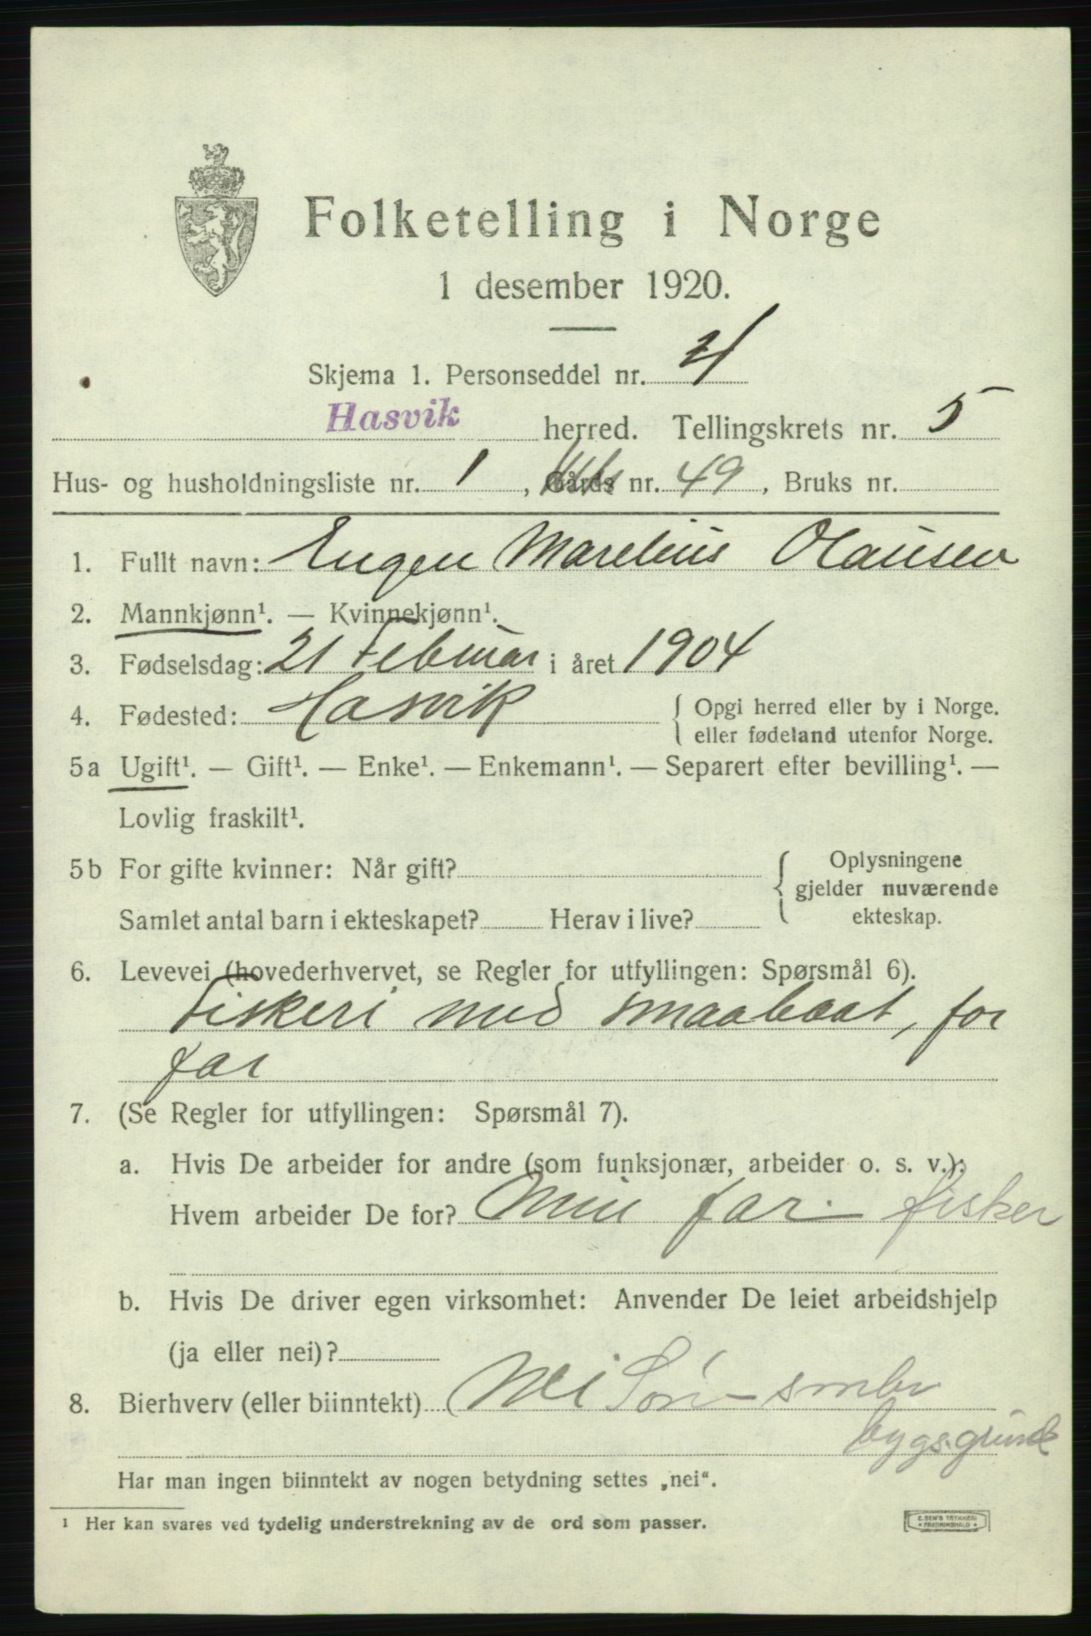 Folketelling i Norge
1 desember 1920.
Skjema 1. Personseddel nr. 4
Hasvik herred. Tellingskrets nr. 5
Hus- og husholdningsliste nr. 1, Gårds nr. 49, Bruks nr.
1. Fullt navn: Eugen Marelius Olausen
2. Mannkjønn¹. — Kvinnekjønn¹.
3. Fødselsdag: 21 Februar i året 1904
4. Fødested: Hasvik { Opgi herred eller by i Norge.
eller fødeland utenfor Norge.
5a Ugift¹. — Gift¹. — Enke¹. — Enkemann¹. — Separert efter bevilling¹. —
Lovlig fraskilt¹.
5b For gifte kvinner: Når gift? { Oplysningene
gjelder nuværende
Samlet antal barn i ekteskapet? Herav i live? ekteskap.
6. Levevei (hovederhvervet, se Regler for utfyllingen: Spørsmål 6).
Fiskeri med smaabaat, for
far
7. (Se Regler for utfyllingen: Spørsmål 7).
a. Hvis De arbeider for andre (som funksjonær, arbeider o. s. v.):
Hvem arbeider De for? Min far. fisker
b. Hvis De driver egen virksomhet: Anvender De leiet arbeidshjelp
(ja eller nei)?
8. Bierhverv (eller biinntekt) Nei
Har man ingen biinntekt av nogen betydning settes „nei“.
¹ Her kan svares ved tydelig understrekning av de ord som passer.